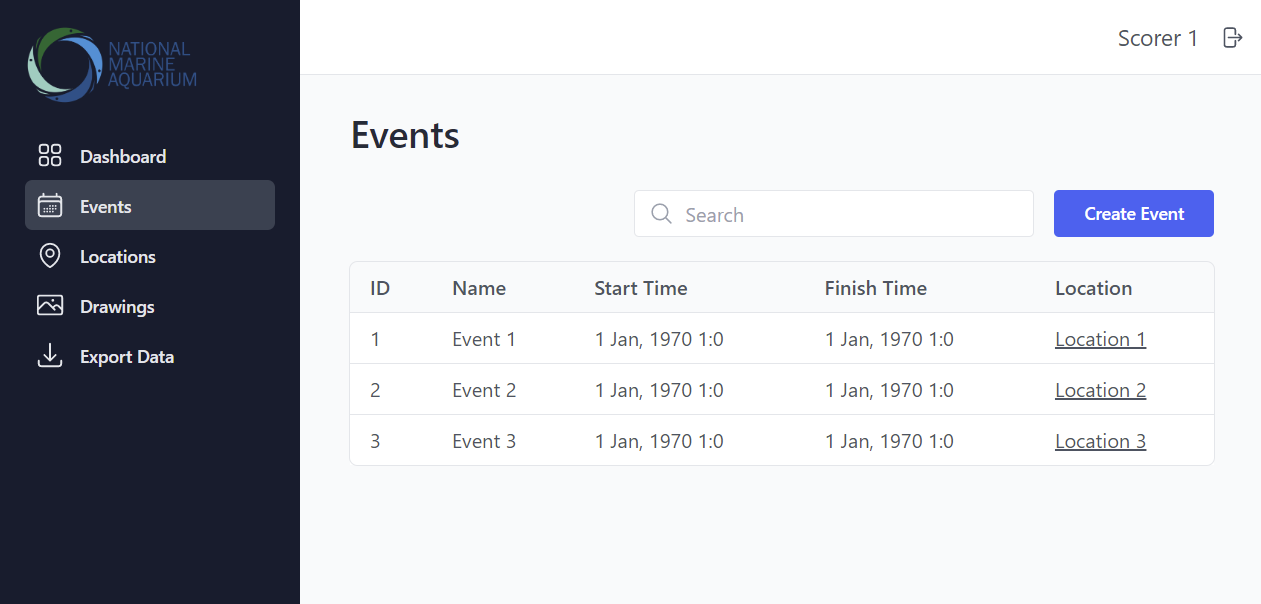 NATIONAL
MARINE
AQUARIUM
Dashboard
Events
Locations
Drawings
Export Data
Scorer 1
Events
Search
Create Event
ID Name Start Time Finish Time Location
1 Event 1 1 Jan, 1970 1:0 1 Jan, 1970 1:0 Location 1
2 Event 2 1 Jan, 1970 1:0 1 Jan, 1970 1:0 Location 2
3 Event 3 1 Jan, 1970 1:0 1 Jan, 1970 1:0 Location 3